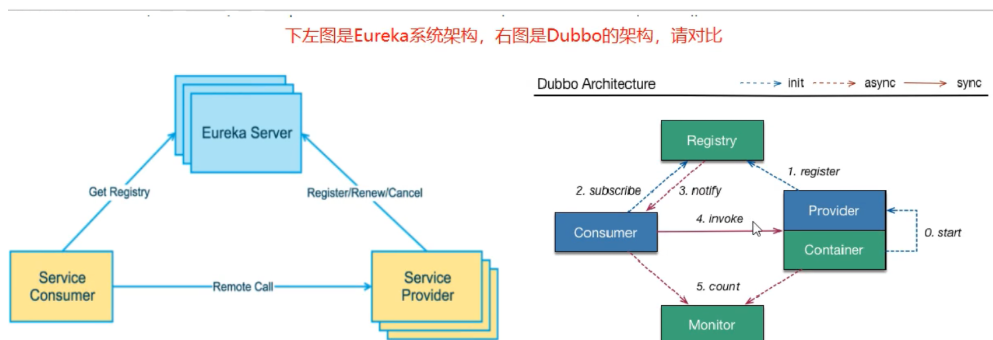 下左图是Eureka系统架构，右图是Dubbo的架构，请对比
Eureka Server
Get Registry
Register/Renew/Cancel
Service
Consumer
Remote Call
Service
Provider
Dubbo Architecture
init
async
sync
Registry
1. register
2. subscribe
3. notify
Provider
Consumer
4. invoke
Container
0. start
5. count
Monitor